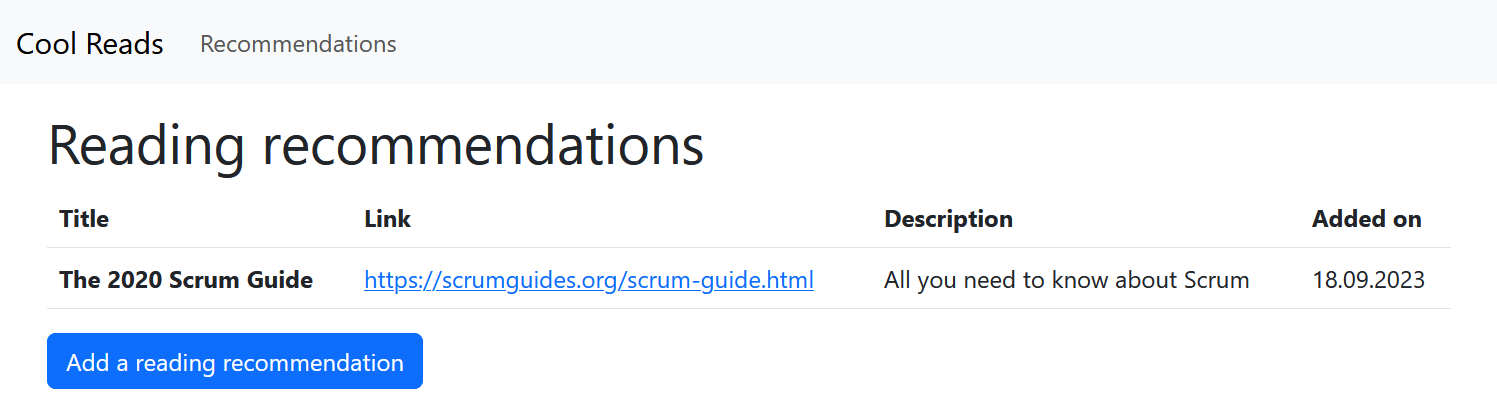 Cool Reads Recommendations
Reading recommendations
Title Link Description Added on
The 2020 Scrum Guide https://scrumguides.org/scrum-guide.html All you need to know about Scrum 18.09.2023
Add a reading recommendation